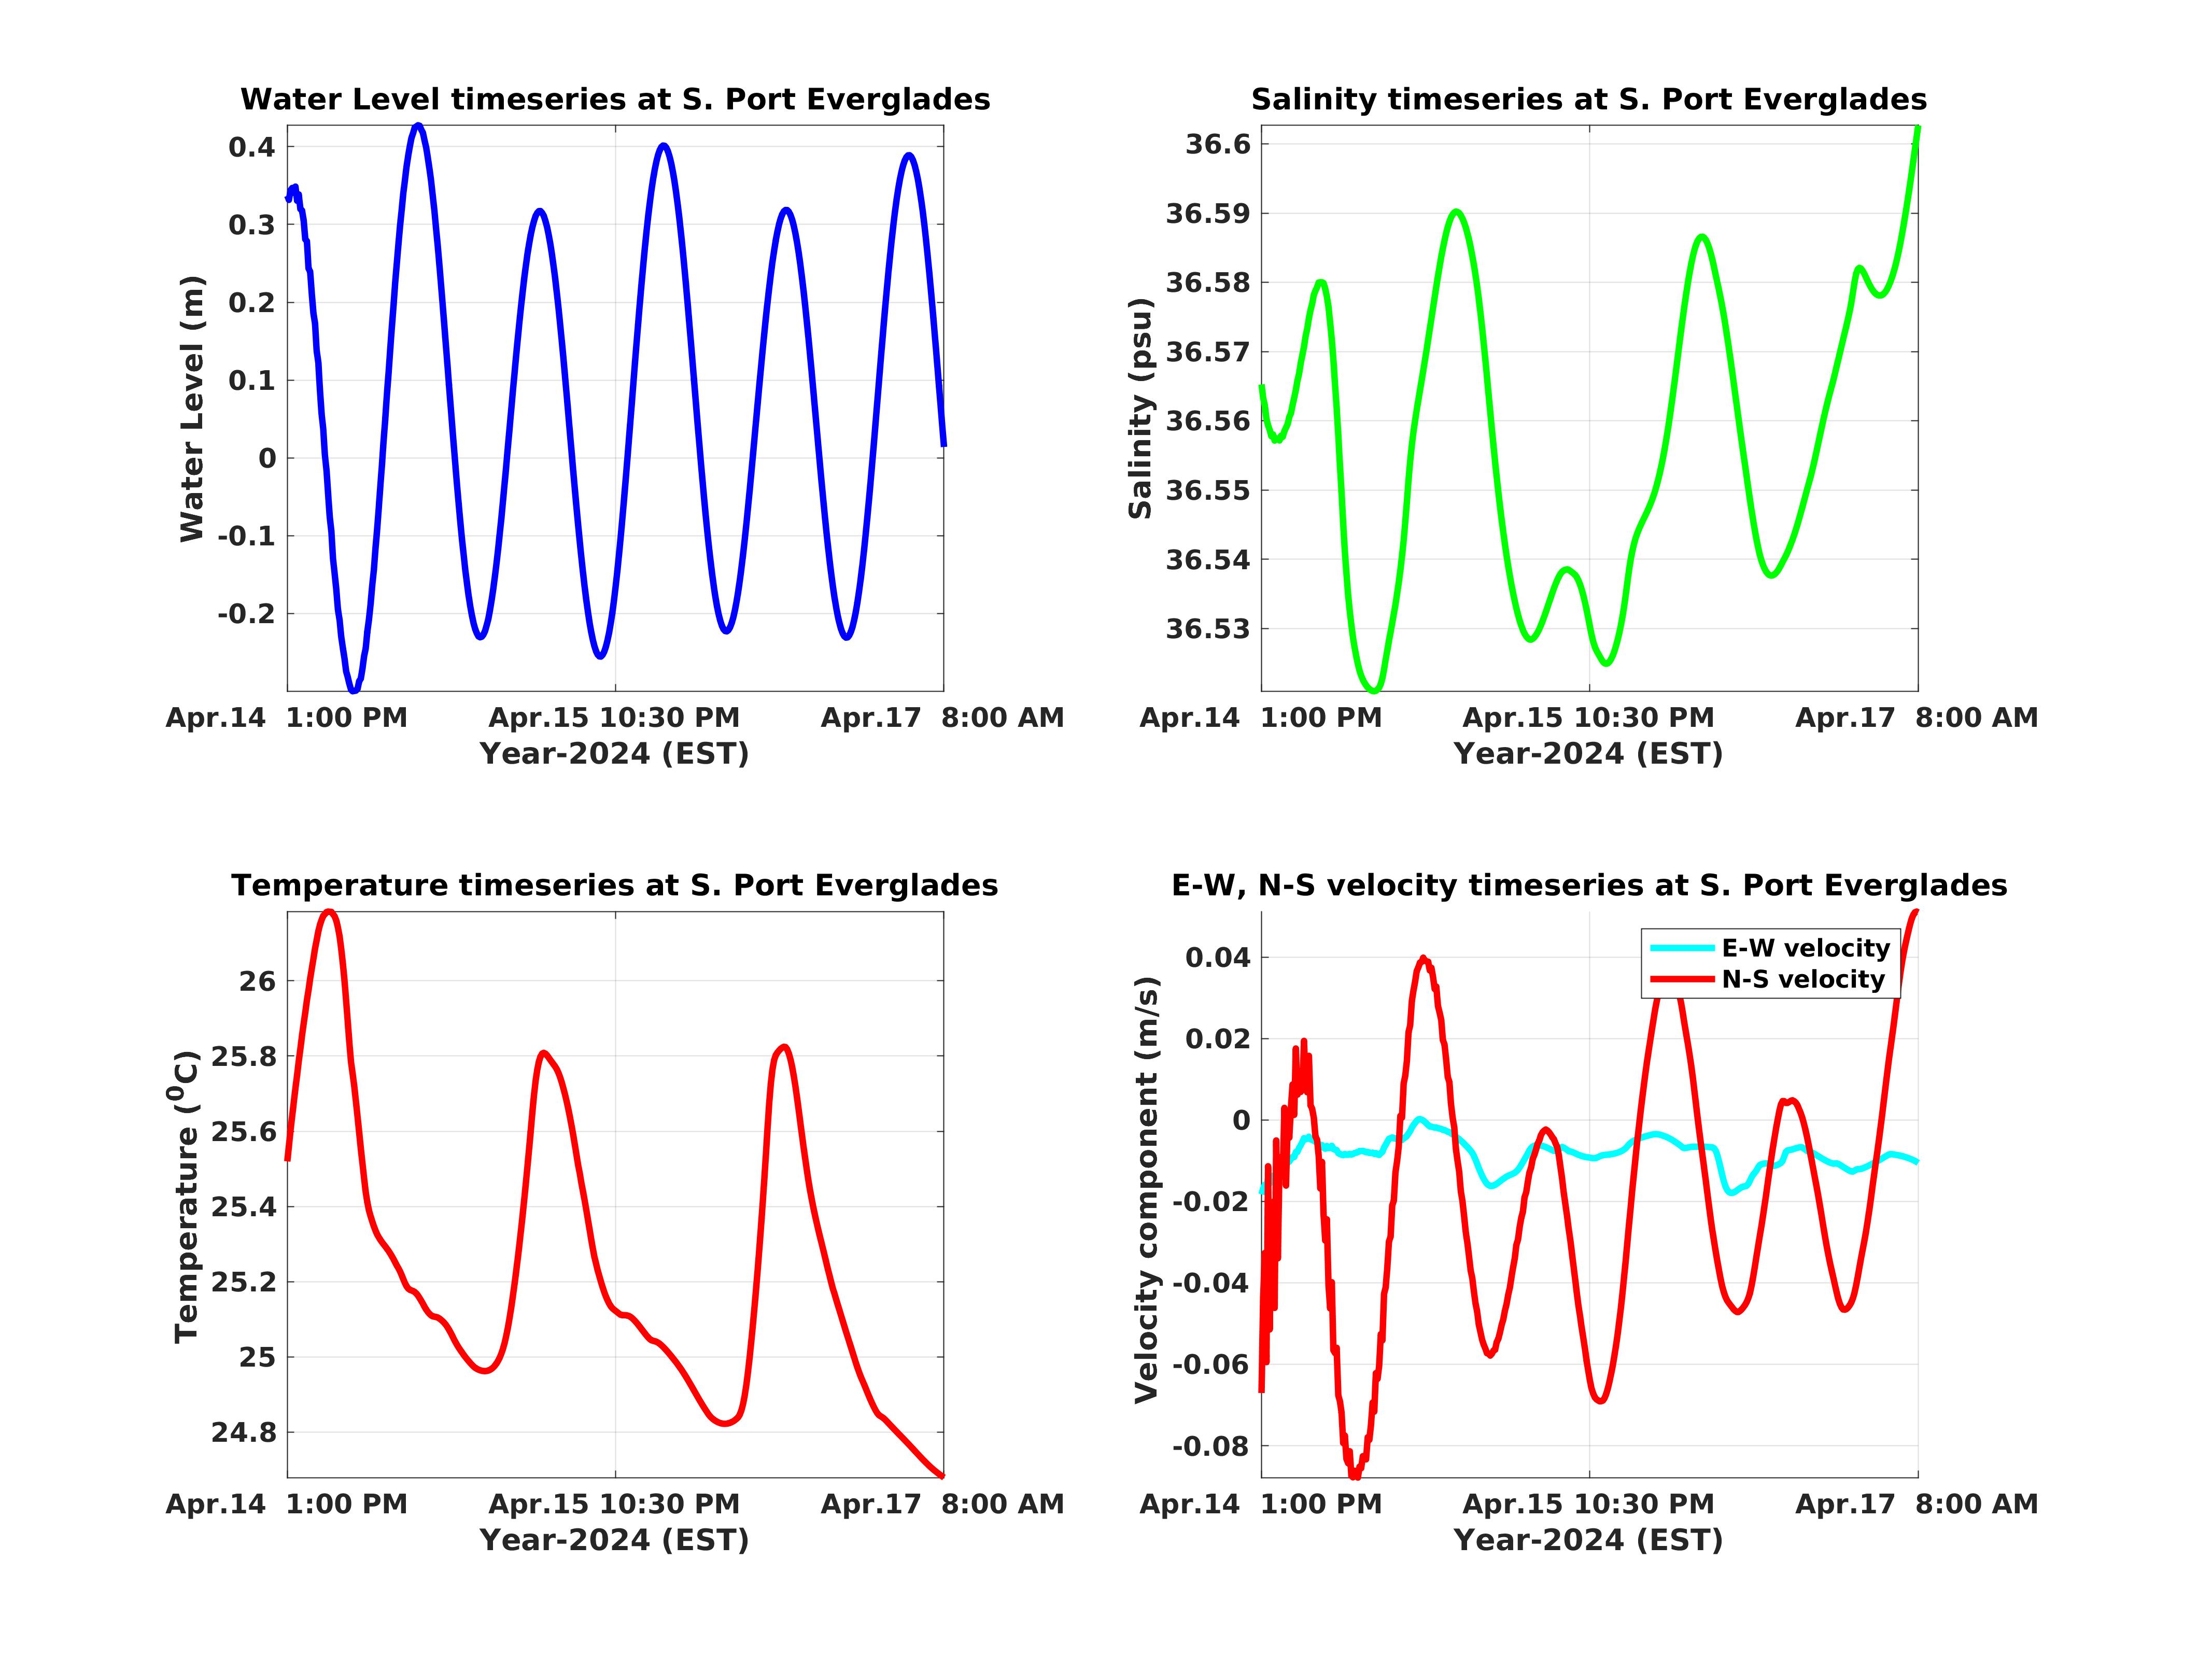 Water Level timeseries at S. Port Everglades
Water Level (m)
0.4
0.3
0.2
0.1
0
-0.1
-0.2
Apr.14 1:00 PM
Apr.15 10:30 PM
Apr.17 8:00 AM
Year-2024 (EST)
Salinity timeseries at S. Port Everglades
Salinity (psu)
36.6
36.59
36.58
36.57
36.56
36.55
36.54
36.53
Apr.14 1:00 PM
Apr.15 10:30 PM
Apr.17 8:00 AM
Year-2024 (EST)
Temperature timeseries at S. Port Everglades
Temperature (⁰C)
26
25.8
25.6
25.4
25.2
25
24.8
Apr.14 1:00 PM
Apr.15 10:30 PM
Apr.17 8:00 AM
Year-2024 (EST)
E-W, N-S velocity timeseries at S. Port Everglades
Velocity component (m/s)
0.04
0.02
0
-0.02
-0.04
-0.06
-0.08
E-W velocity
N-S velocity
Apr.14 1:00 PM
Apr.15 10:30 PM
Apr.17 8:00 AM
Year-2024 (EST)